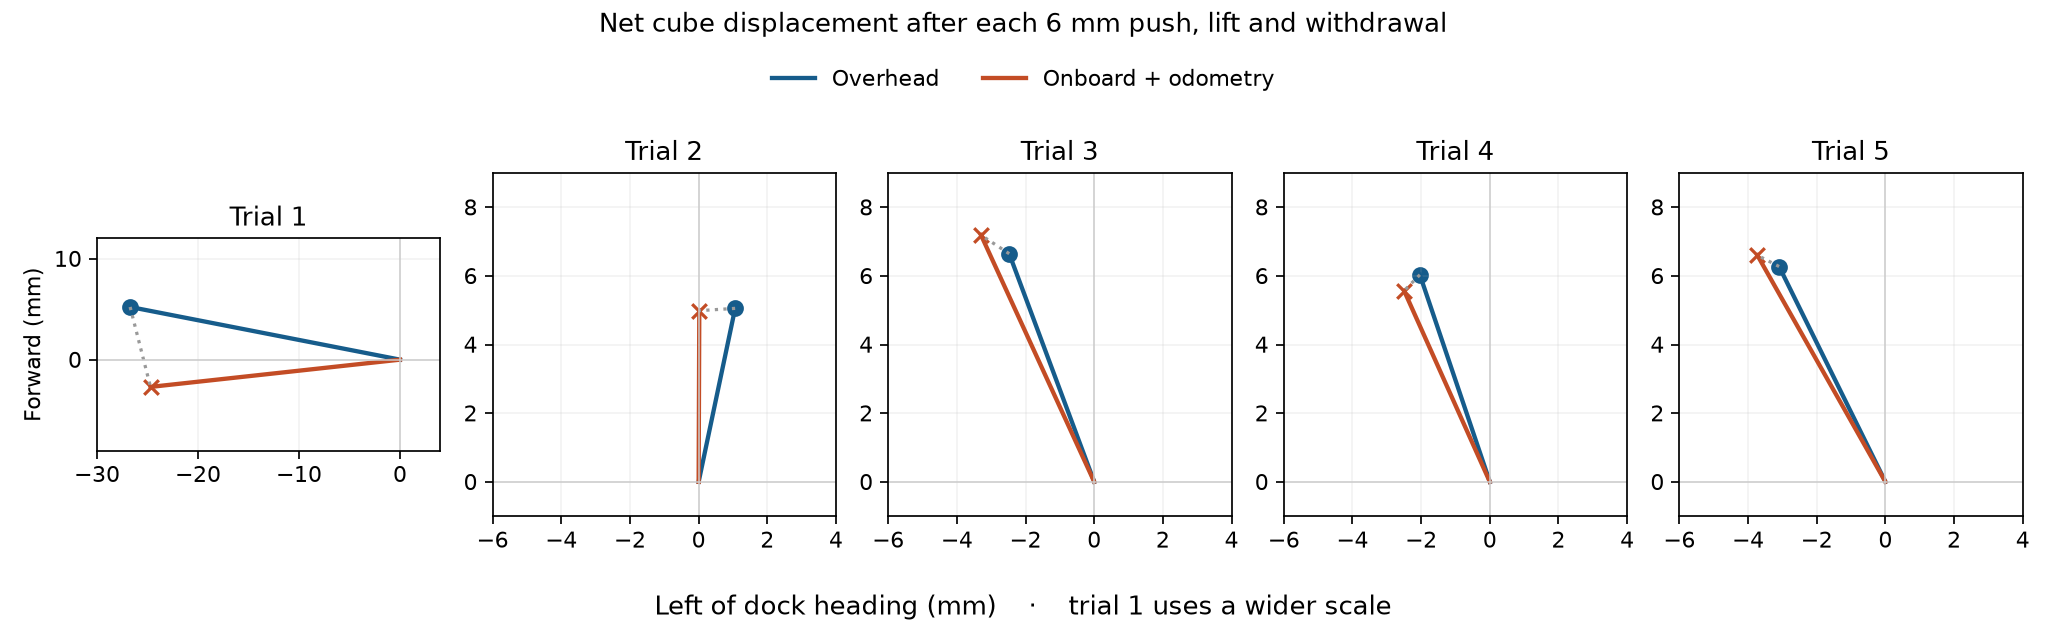 Net cube displacement after each 6 mm push, lift and withdrawal
Overhead
Onboard + odometry
Trial 1
Trial 2
Trial 3
Trial 4
Trial 5
Forward (mm)
10
0
−30 −20 −10 0
8
6
4
2
0
−6 −4 −2 0 2 4
8
6
4
2
0
−6 −4 −2 0 2 4
8
6
4
2
0
−6 −4 −2 0 2 4
8
6
4
2
0
−6 −4 −2 0 2 4
Left of dock heading (mm) · trial 1 uses a wider scale